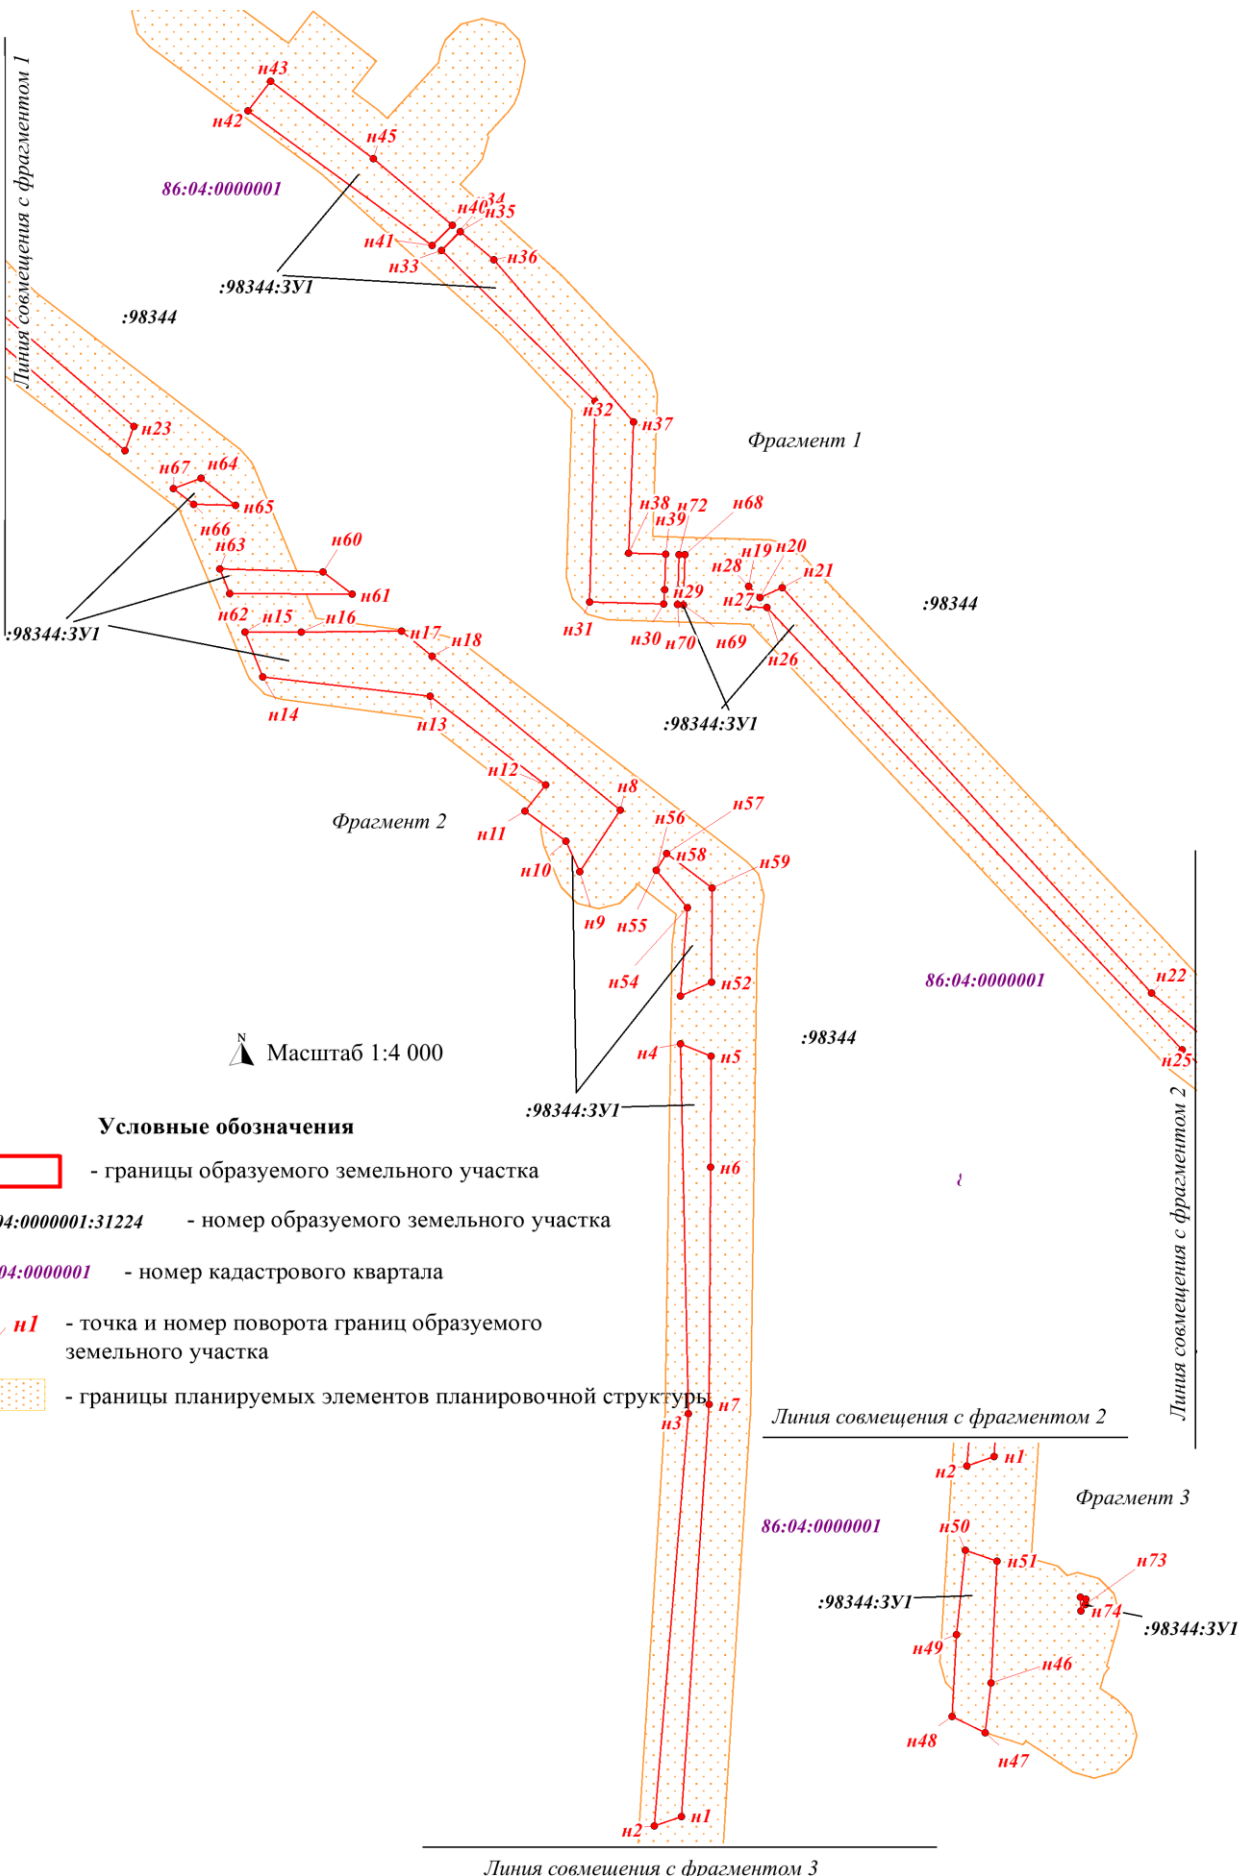 Линия совмещения с фрагментом 1
н43
н42
н45
86:04:0000001
н40
н34
н35
н41
н33
н36
:98344:ЗУ1
:98344
н32
н37
Фрагмент 1
н23
н67
н64
н65
н66
н38
н72
н68
н39
н63
н60
н19
н20
н28
н21
н29
н27
:98344
н61
н62
н15
н16
н31
н30
н70
н69
:98344:ЗУ1
н17
н18
н26
н14
н13
:98344:ЗУ1
н12
н8
н57
Фрагмент 2
н11
н56
н58
н10
н59
н9
н55
н54
н52
86:04:0000001
н22
N
Масштаб 1:4 000
н4
н5
:98344
н25
:98344:ЗУ1
Условные обозначения
- границы образуемого земельного участка
н6
04:0000001:31224 - номер образуемого земельного участка
04:0000001 - номер кадастрового квартала
н1 - точка и номер поворота границ образуемого
земельного участка
- границы планируемых элементов планировочной структуры
Линия совмещения с фрагментом 2
н7
н3
Линия совмещения с фрагментом 2
н2
н1
Фрагмент 3
86:04:0000001
н50
н51
н73
:98344:ЗУ1
н74
:98344:ЗУ1
н49
н46
н48
н47
н1
н2
Линия совмещения с фрагментом 3